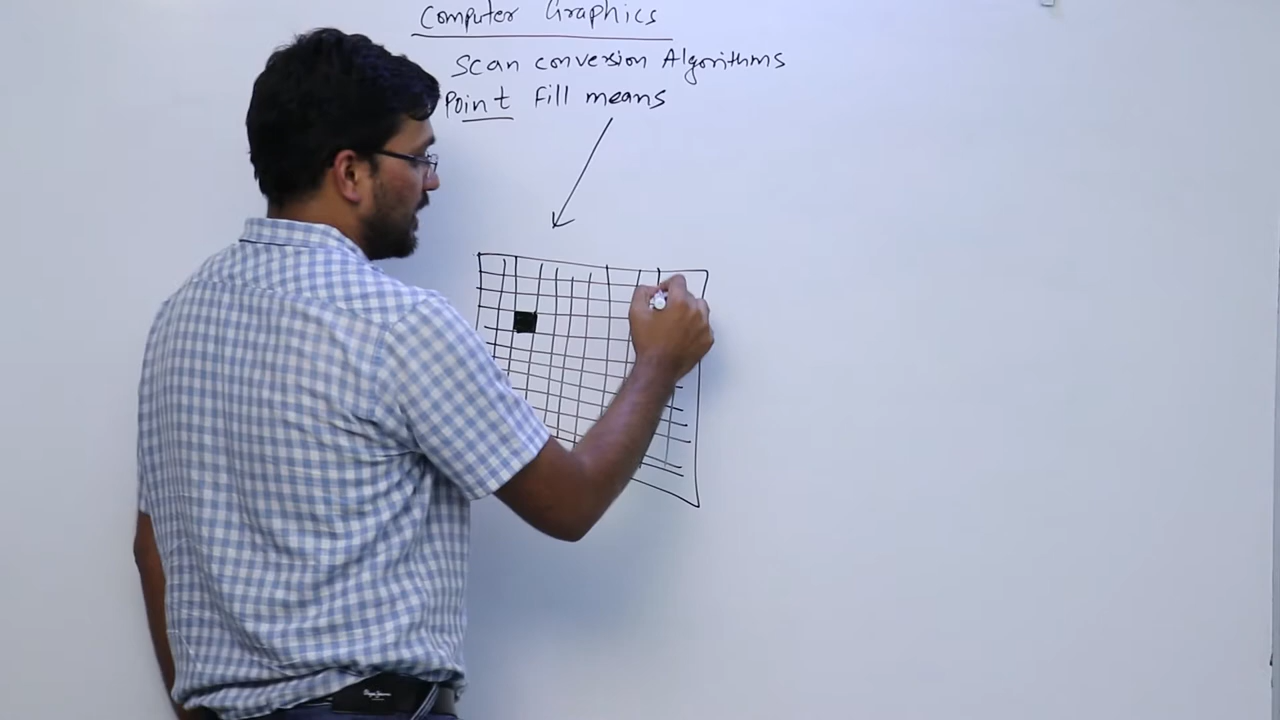 Computer Graphics
Scan conversion Algorithms
Point Fill means